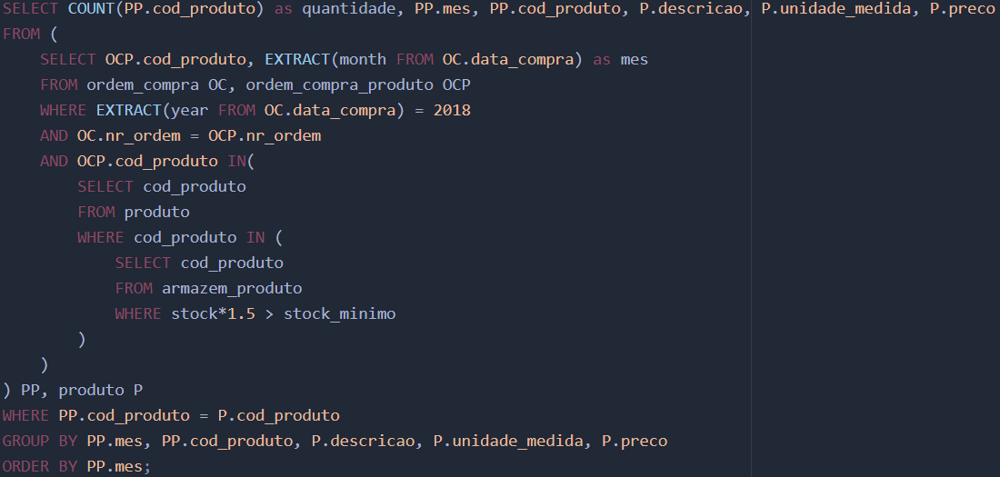 SELECT COUNT(PP.cod_produto) as quantidade, PP.mes, PP.cod_produto, P.descricao, P.unidade_medida, P.preco
FROM (
    SELECT OCP.cod_produto, EXTRACT(month FROM OC.data_compra) as mes
    FROM ordem_compra OC, ordem_compra_produto OCP
    WHERE EXTRACT(year FROM OC.data_compra) = 2018
    AND OC.nr_ordem = OCP.nr_ordem
    AND OCP.cod_produto IN(
        SELECT cod_produto
        FROM produto
        WHERE cod_produto IN (
            SELECT cod_produto
            FROM armazem_produto
            WHERE stock*1.5 > stock_minimo
        )
    )
) PP, produto P
WHERE PP.cod_produto = P.cod_produto
GROUP BY PP.mes, PP.cod_produto, P.descricao, P.unidade_medida, P.preco
ORDER BY PP.mes;